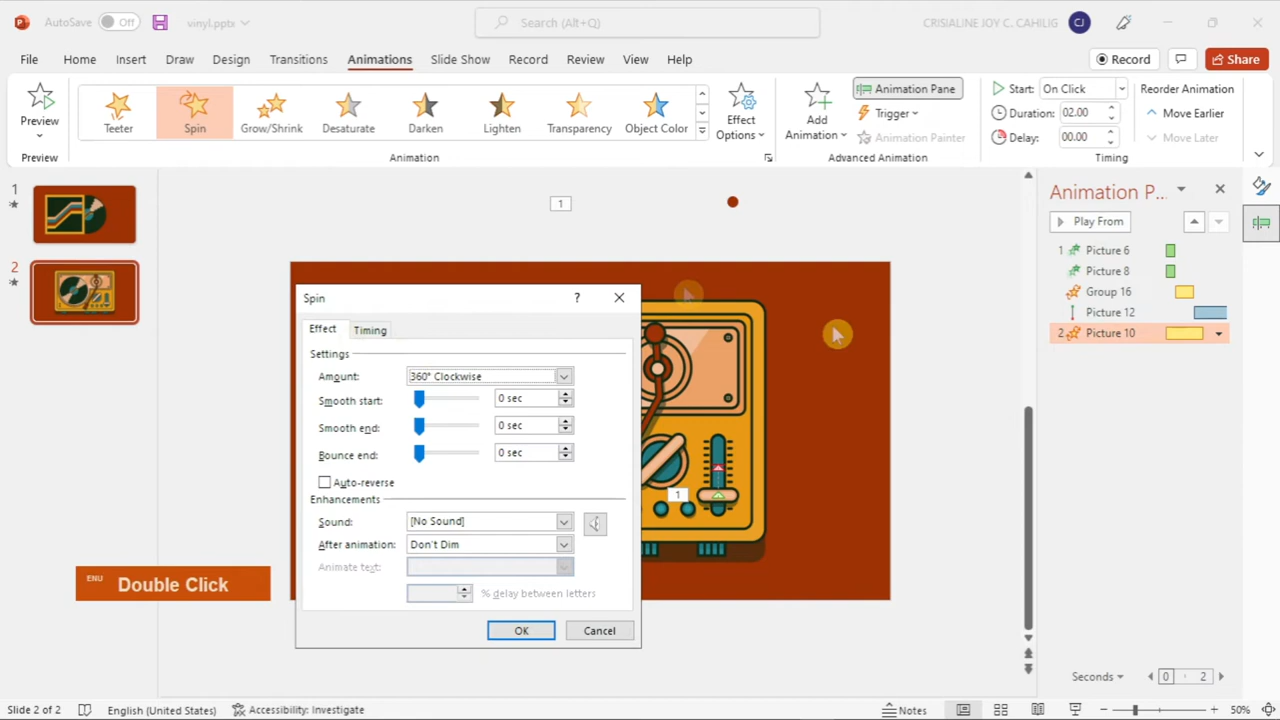 AutoSave Off vinyl.pptx Search (Alt+Q) CRISIALINE JOY C. CAHILIG CJ
File Home Insert Draw Design Transitions Animations Slide Show Record Review View Help Record Share
Preview Teeter Spin Grow/Shrink Desaturate Darken Lighten Transparency Object Color Effect Options Add Animation Animation Pane Trigger Animation Painter Start: On Click Duration: 02.00 Delay: 00.00 Reorder Animation Move Earlier Move Later
Preview Animation Advanced Animation Timing
1
2
1
Animation P...
Play From
1 Picture 6
Picture 8
Group 16
Picture 12
2 Picture 10
Spin ?
Effect Timing
Settings
Amount: 360° Clockwise
Smooth start: 0 sec
Smooth end: 0 sec
Bounce end: 0 sec
Auto-reverse
Enhancements
Sound: [No Sound]
After animation: Don't Dim
Animate text:
% delay between letters
OK Cancel
1
ENU Double Click
Seconds 0 2
Slide 2 of 2 English (United States) Accessibility: Investigate Notes 50%